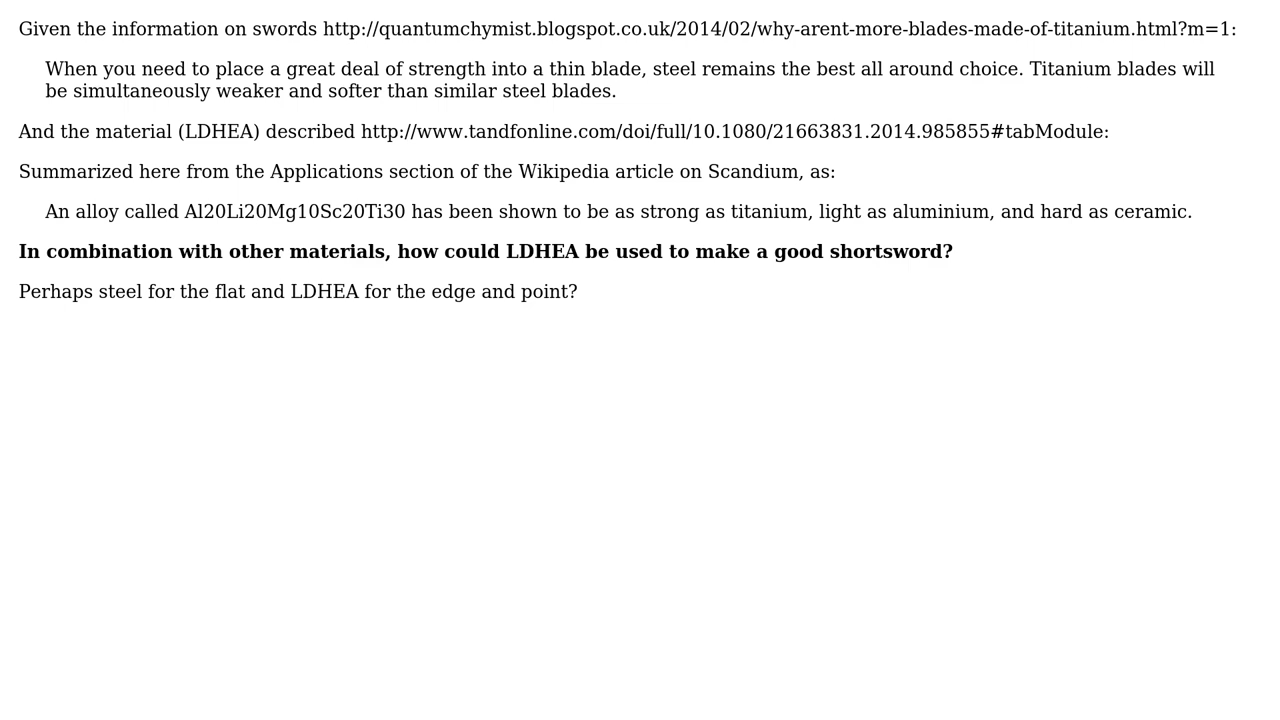 Given the information on swords http://quantumchymist.blogspot.co.uk/2014/02/why-arent-more-blades-made-of-titanium.html?m=1:
When you need to place a great deal of strength into a thin blade, steel remains the best all around choice. Titanium blades will
be simultaneously weaker and softer than similar steel blades.
And the material (LDHEA) described http://www.tandfonline.com/doi/full/10.1080/21663831.2014.985855#tabModule:
Summarized here from the Applications section of the Wikipedia article on Scandium, as:
An alloy called Al20Li20Mg10Sc20Ti30 has been shown to be as strong as titanium, light as aluminium, and hard as ceramic.
In combination with other materials, how could LDHEA be used to make a good shortsword?
Perhaps steel for the flat and LDHEA for the edge and point?